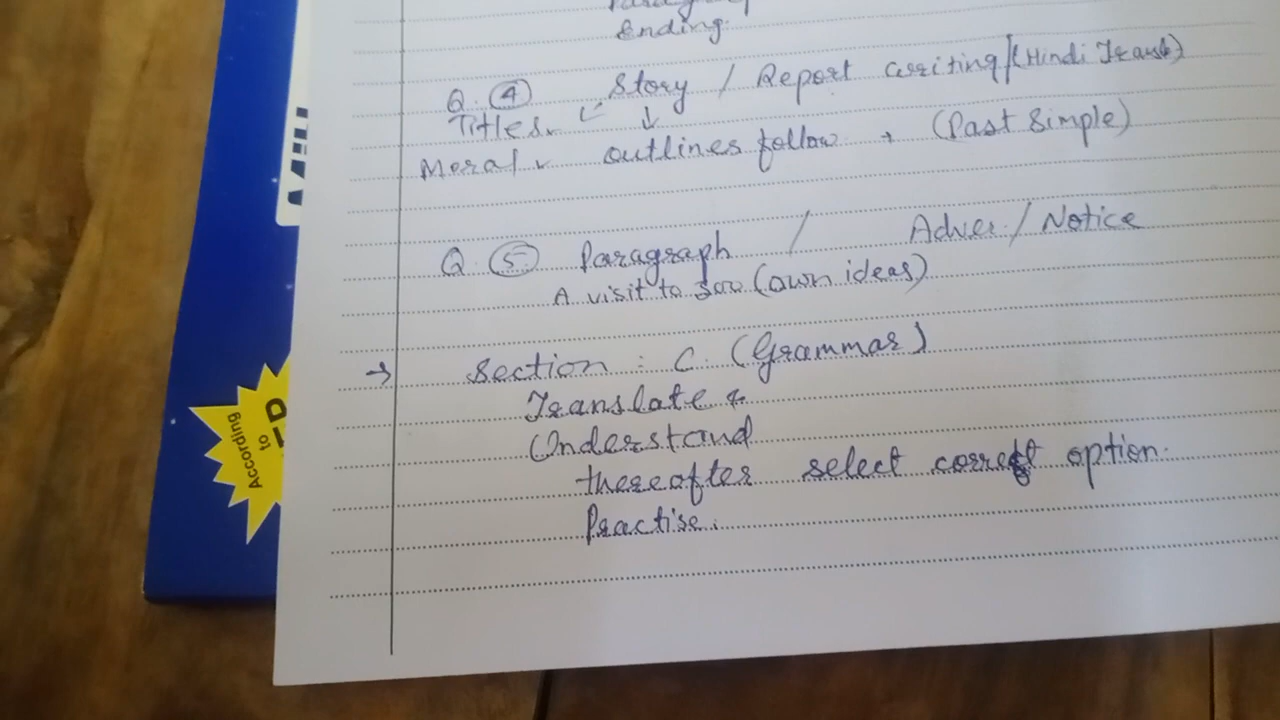 Ending.
Q. 4 Story / Report writing / (Hindi Trans)
Titles ✓
Moral ✓ outlines follow → (Past Simple)
Q. 5 Paragraph / Adver. / Notice
A visit to zoo (own ideas)
→ Section : C. (Grammar)
Translate &
Understand
thereafter select correct option.
Practise.
According
to